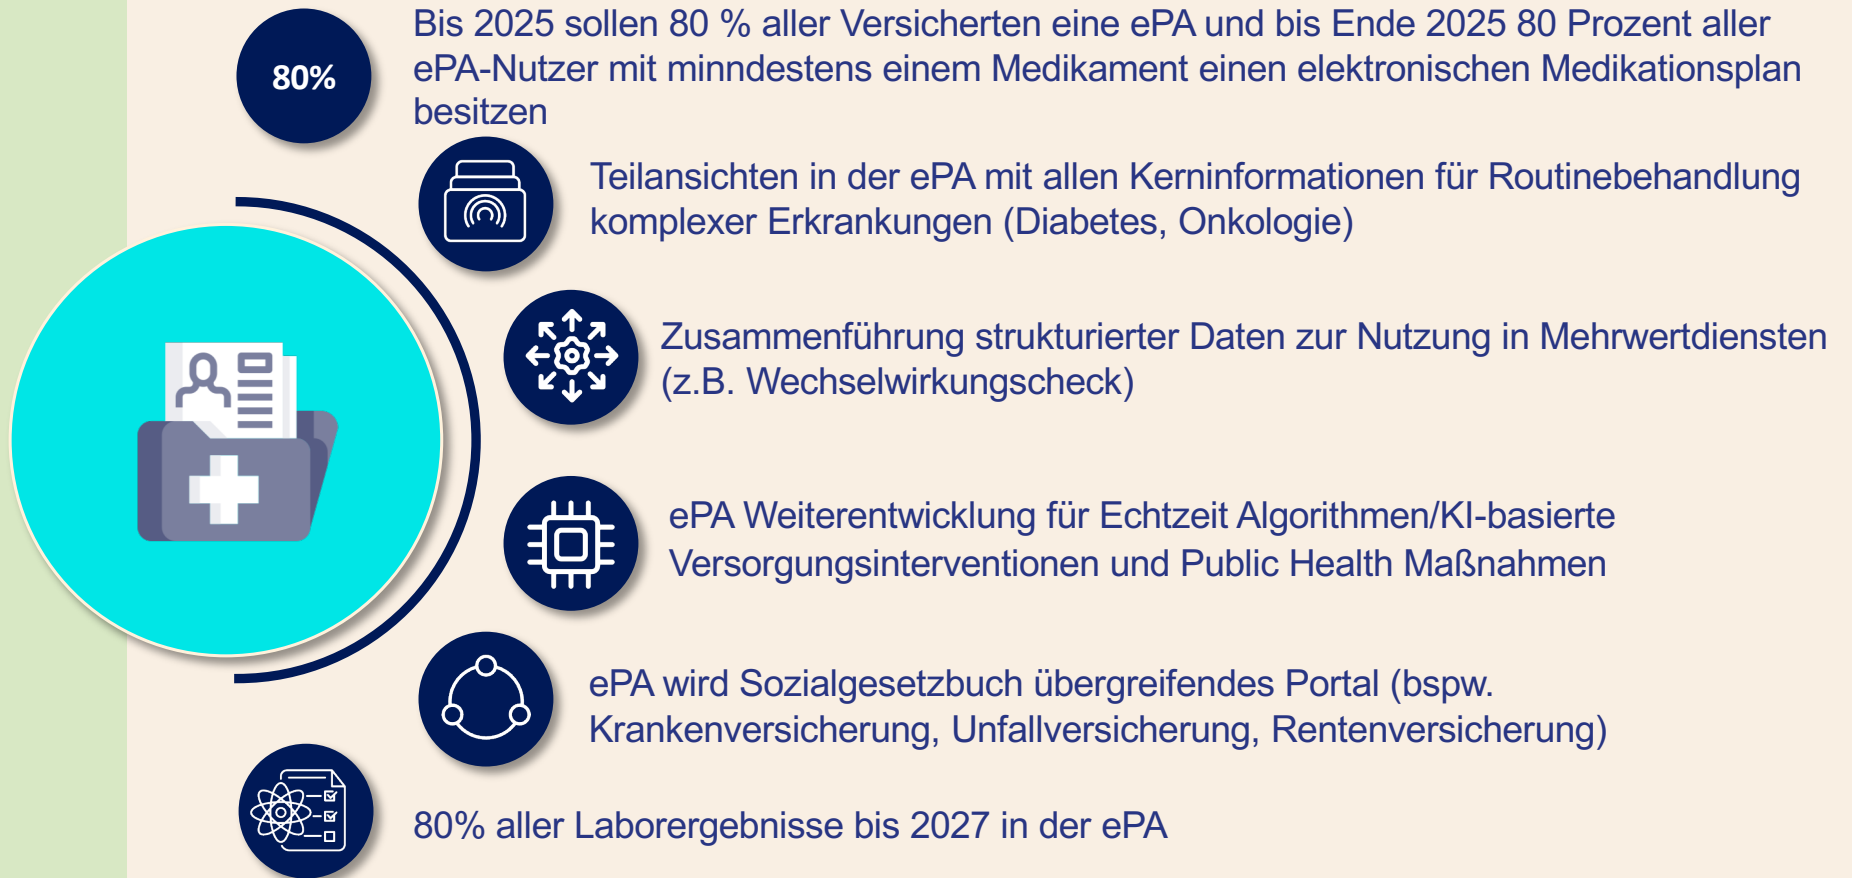 80%
Bis 2025 sollen 80 % aller Versicherten eine ePA und bis Ende 2025 80 Prozent aller
ePA-Nutzer mit minndestens einem Medikament einen elektronischen Medikationsplan
besitzen
Teilansichten in der ePA mit allen Kerninformationen für Routinebehandlung
komplexer Erkrankungen (Diabetes, Onkologie)
Zusammenführung strukturierter Daten zur Nutzung in Mehrwertdiensten
(z.B. Wechselwirkungscheck)
ePA Weiterentwicklung für Echtzeit Algorithmen/KI-basierte
Versorgungsinterventionen und Public Health Maßnahmen
ePA wird Sozialgesetzbuch übergreifendes Portal (bspw.
Krankenversicherung, Unfallversicherung, Rentenversicherung)
80% aller Laborergebnisse bis 2027 in der ePA